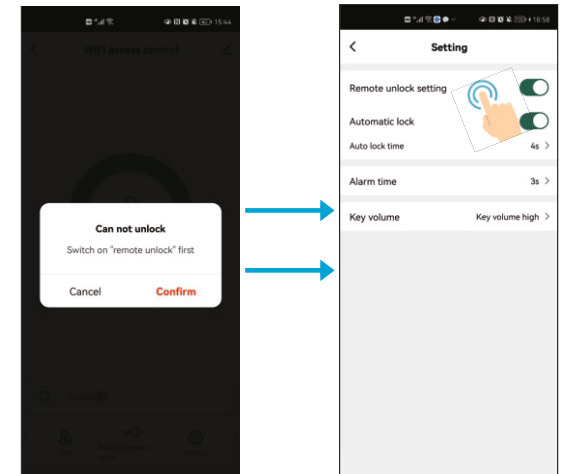 15:44
WIFI access control
Can not unlock
Switch on "remote unlock" first
Cancel
Confirm
18:58
Setting
Remote unlock setting
Automatic lock
Auto lock time
4s
Alarm time
3s
Key volume
Key volume high